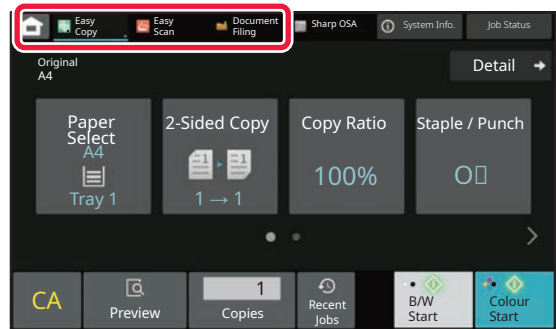 Easy
Copy
Easy
Scan
Document
Filing
Sharp OSA
System Info.
Job Status
Original
A4
Detail
Paper
Select
A4
Tray 1
2-Sided Copy
1 → 1
Copy Ratio
100%
Staple / Punch
CA
Preview
1
Copies
Recent
Jobs
B/W
Start
Colour
Start